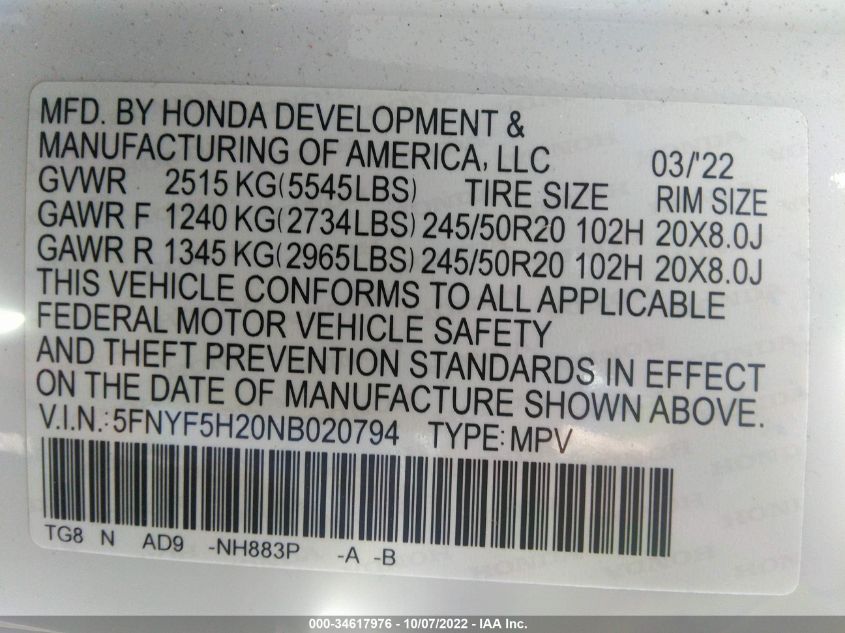 MFD. BY HONDA DEVELOPMENT &
MANUFACTURING OF AMERICA, LLC 03/'22
GVWR 2515 KG(5545LBS) TIRE SIZE RIM SIZE
GAWR F 1240 KG(2734LBS) 245/50R20 102H 20X8.0J
GAWR R 1345 KG(2965LBS) 245/50R20 102H 20X8.0J
THIS VEHICLE CONFORMS TO ALL APPLICABLE
FEDERAL MOTOR VEHICLE SAFETY
AND THEFT PREVENTION STANDARDS IN EFFECT
ON THE DATE OF MANUFACTURE SHOWN ABOVE.
V.I.N.: 5FNYF5H20NB020794 TYPE: MPV
TG8 N AD9 -NH883P -A -B
000-34617976 - 10/07/2022 - IAA Inc.